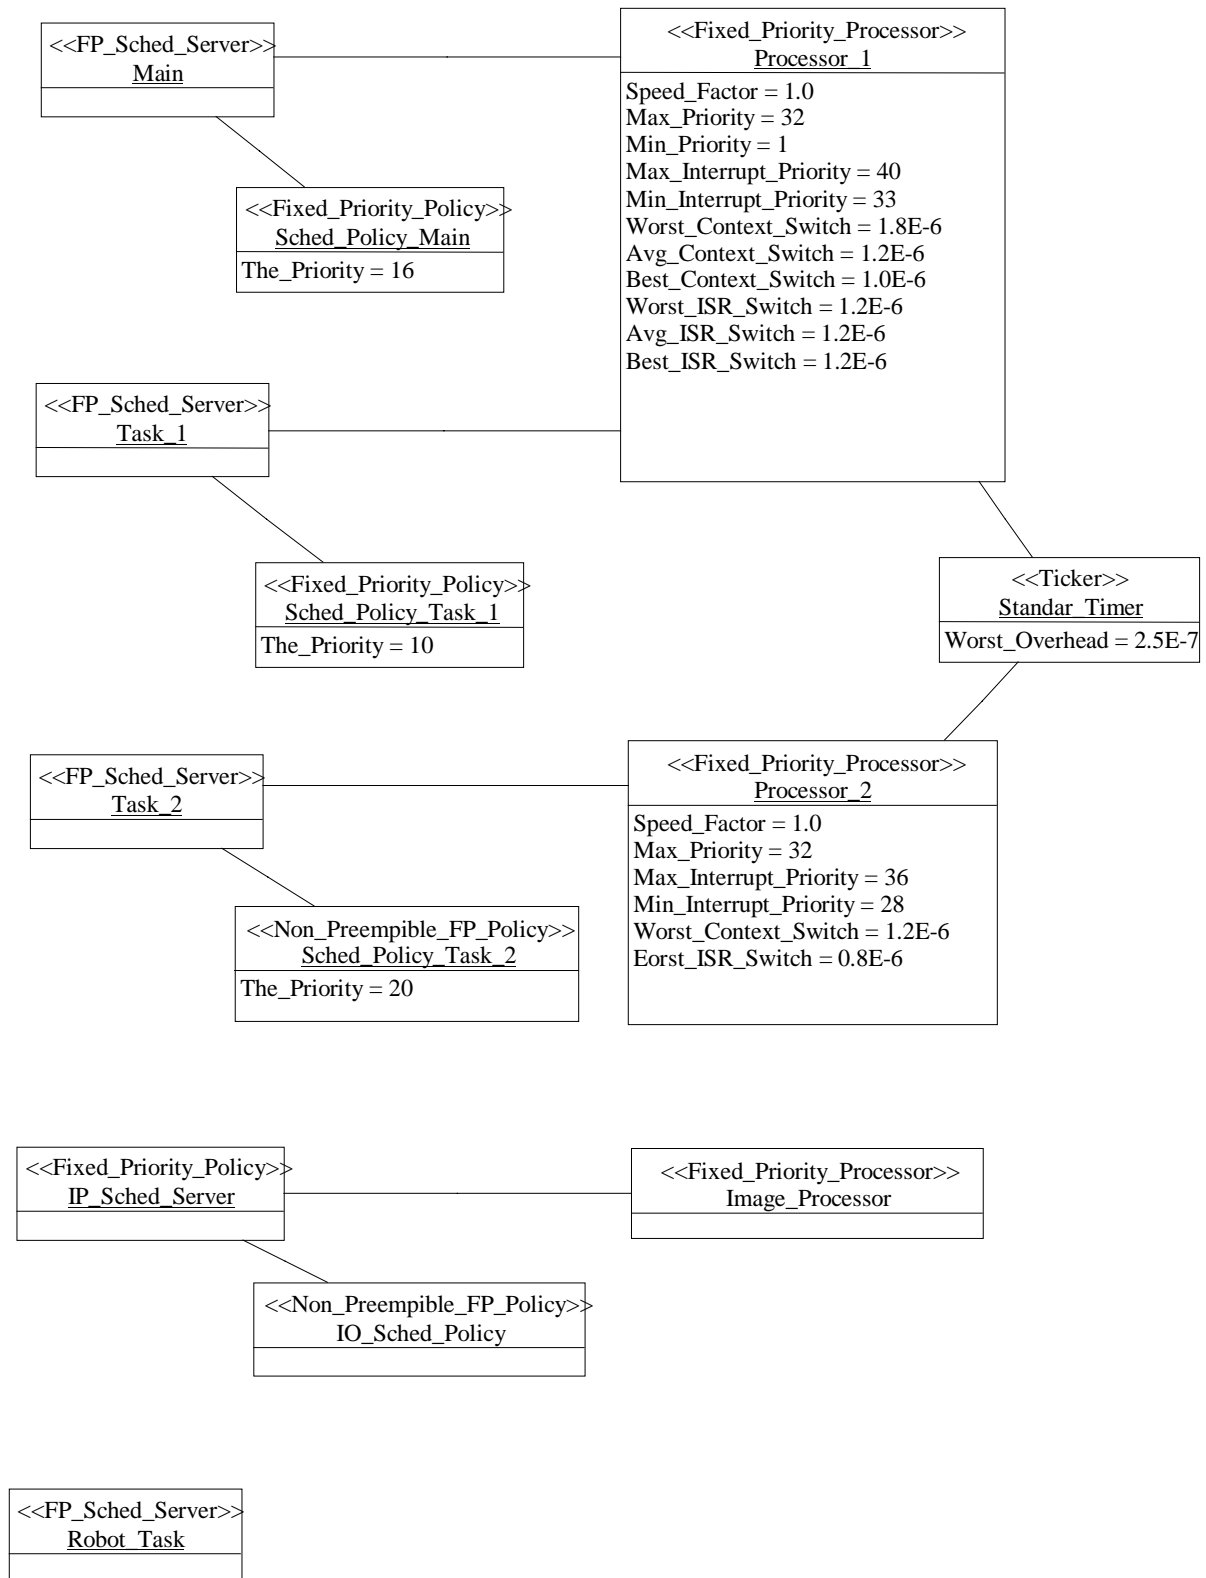 <<FP_Sched_Server>>
Main
<<Fixed_Priority_Processor>>
Processor_1
Speed_Factor = 1.0
Max_Priority = 32
Min_Priority = 1
Max_Interrupt_Priority = 40
Min_Interrupt_Priority = 33
Worst_Context_Switch = 1.8E-6
Avg_Context_Switch = 1.2E-6
Best_Context_Switch = 1.0E-6
Worst_ISR_Switch = 1.2E-6
Avg_ISR_Switch = 1.2E-6
Best_ISR_Switch = 1.2E-6
<<Fixed_Priority_Policy>>
Sched_Policy_Main
The_Priority = 16
<<FP_Sched_Server>>
Task_1
<<Fixed_Priority_Policy>>
Sched_Policy_Task_1
The_Priority = 10
<<Ticker>>
Standar_Timer
Worst_Overhead = 2.5E-7
<<FP_Sched_Server>>
Task_2
<<Fixed_Priority_Processor>>
Processor_2
Speed_Factor = 1.0
Max_Priority = 32
Max_Interrupt_Priority = 36
Min_Interrupt_Priority = 28
Worst_Context_Switch = 1.2E-6
Eorst_ISR_Switch = 0.8E-6
<<Non_Preempible_FP_Policy>>
Sched_Policy_Task_2
The_Priority = 20
<<Fixed_Priority_Policy>>
IP_Sched_Server
<<Fixed_Priority_Processor>>
Image_Processor
<<Non_Preempible_FP_Policy>>
IO_Sched_Policy
<<FP_Sched_Server>>
Robot_Task